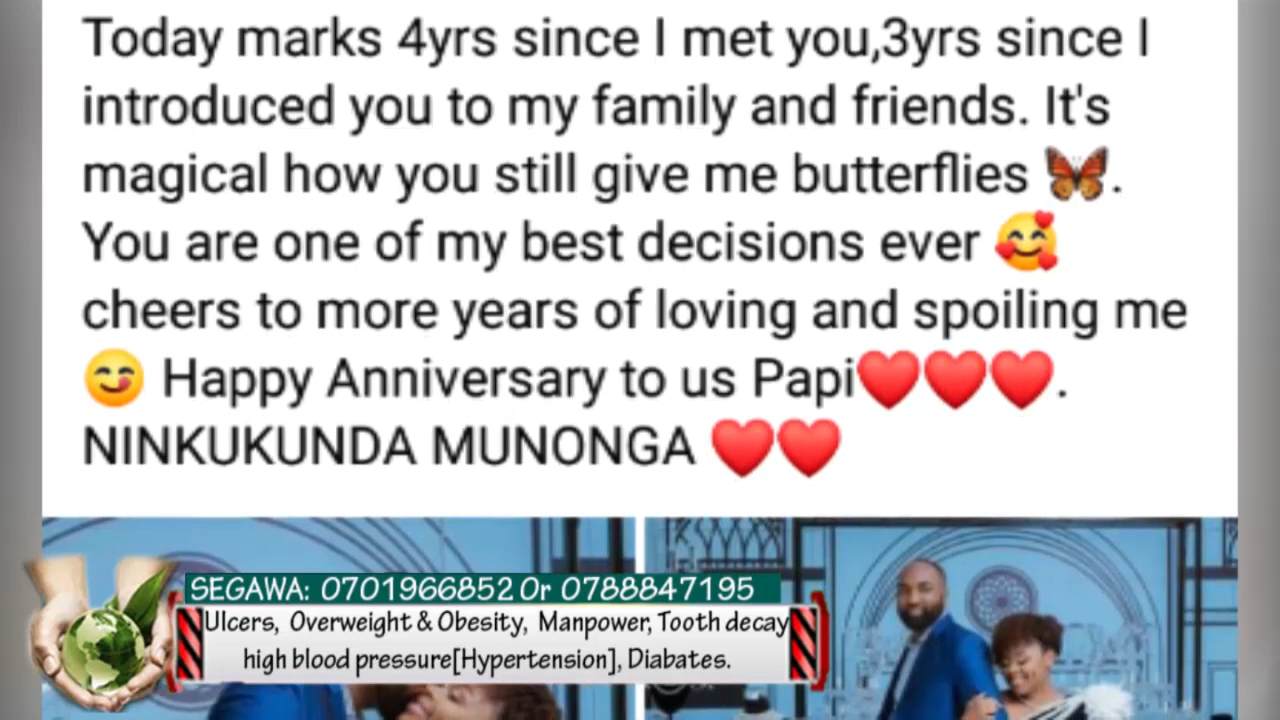 Today marks 4yrs since I met you,3yrs since I
introduced you to my family and friends. It's
magical how you still give me butterflies 🦋.
You are one of my best decisions ever 🥰
cheers to more years of loving and spoiling me
😋 Happy Anniversary to us Papi❤️❤️❤️.
NINKUKUNDA MUNONGA ❤️❤️
SEGAWA: 0701966852 Or 0788847195
Ulcers, Overweight & Obesity, Manpower, Tooth decay
high blood pressure[Hypertension], Diabates.